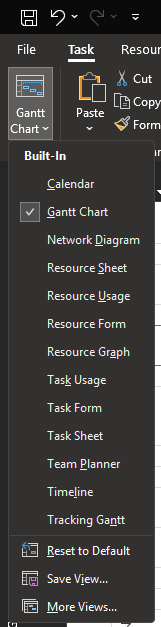 File Task Resour
Gantt Chart
Paste
Cut
Copy
Form
Built-In
Calendar
Gantt Chart
Network Diagram
Resource Sheet
Resource Usage
Resource Form
Resource Graph
Task Usage
Task Form
Task Sheet
Team Planner
Timeline
Tracking Gantt
Reset to Default
Save View...
More Views...